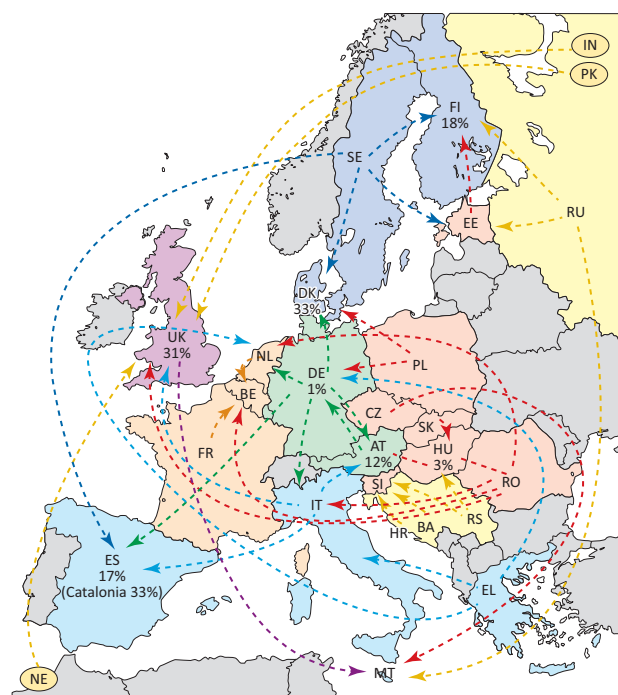 IN
PK
FI
18%
SE
RU
EE
DK
33%
UK
31%
NL
DE
1%
PL
BE
CZ
SK
FR
AT
12%
HU
3%
SI
RO
IT
RS
BA
HR
ES
17%
(Catalonia 33%)
EL
MT
NE